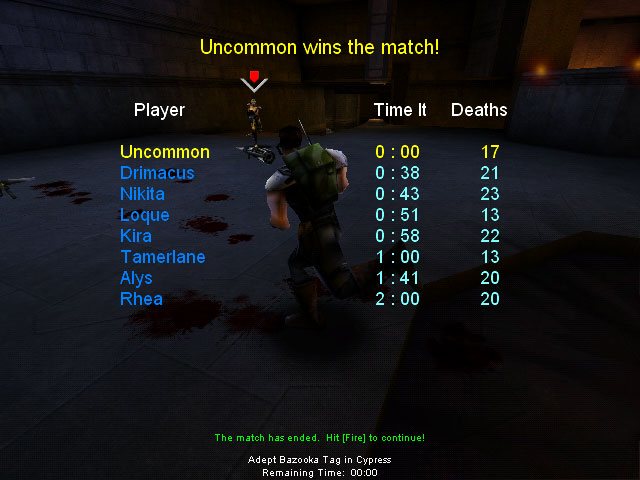 Uncommon wins the match!
Player Time It Deaths
Uncommon 0 : 00 17
Drimacus 0 : 38 21
Nikita 0 : 43 23
Loque 0 : 51 13
Kira 0 : 58 22
Tamerlane 1 : 00 13
Alys 1 : 41 20
Rhea 2 : 00 20
The match has ended. Hit [Fire] to continue!
Adept Bazooka Tag in Cypress
Remaining Time: 00:00